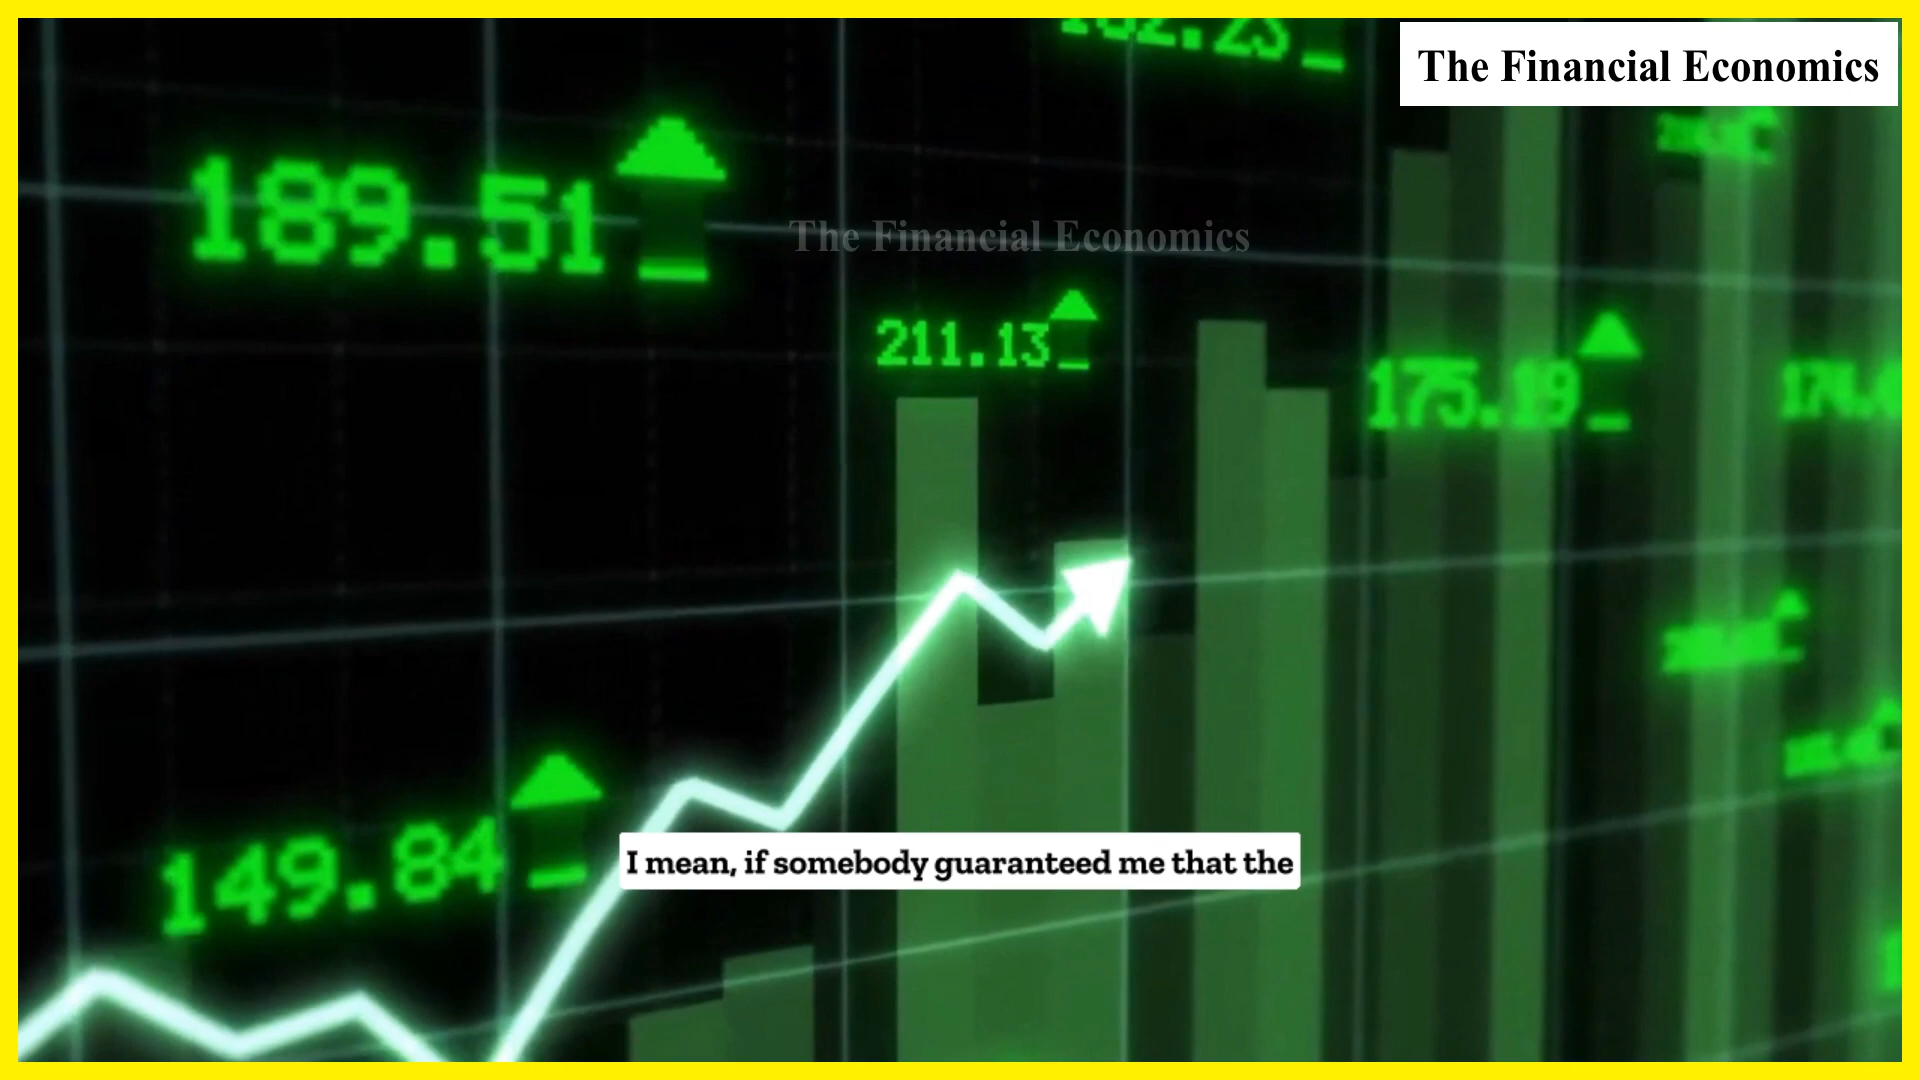 The Financial Economics
189.51
The Financial Economics
211.13
175.19
149.84
I mean, if somebody guaranteed me that the